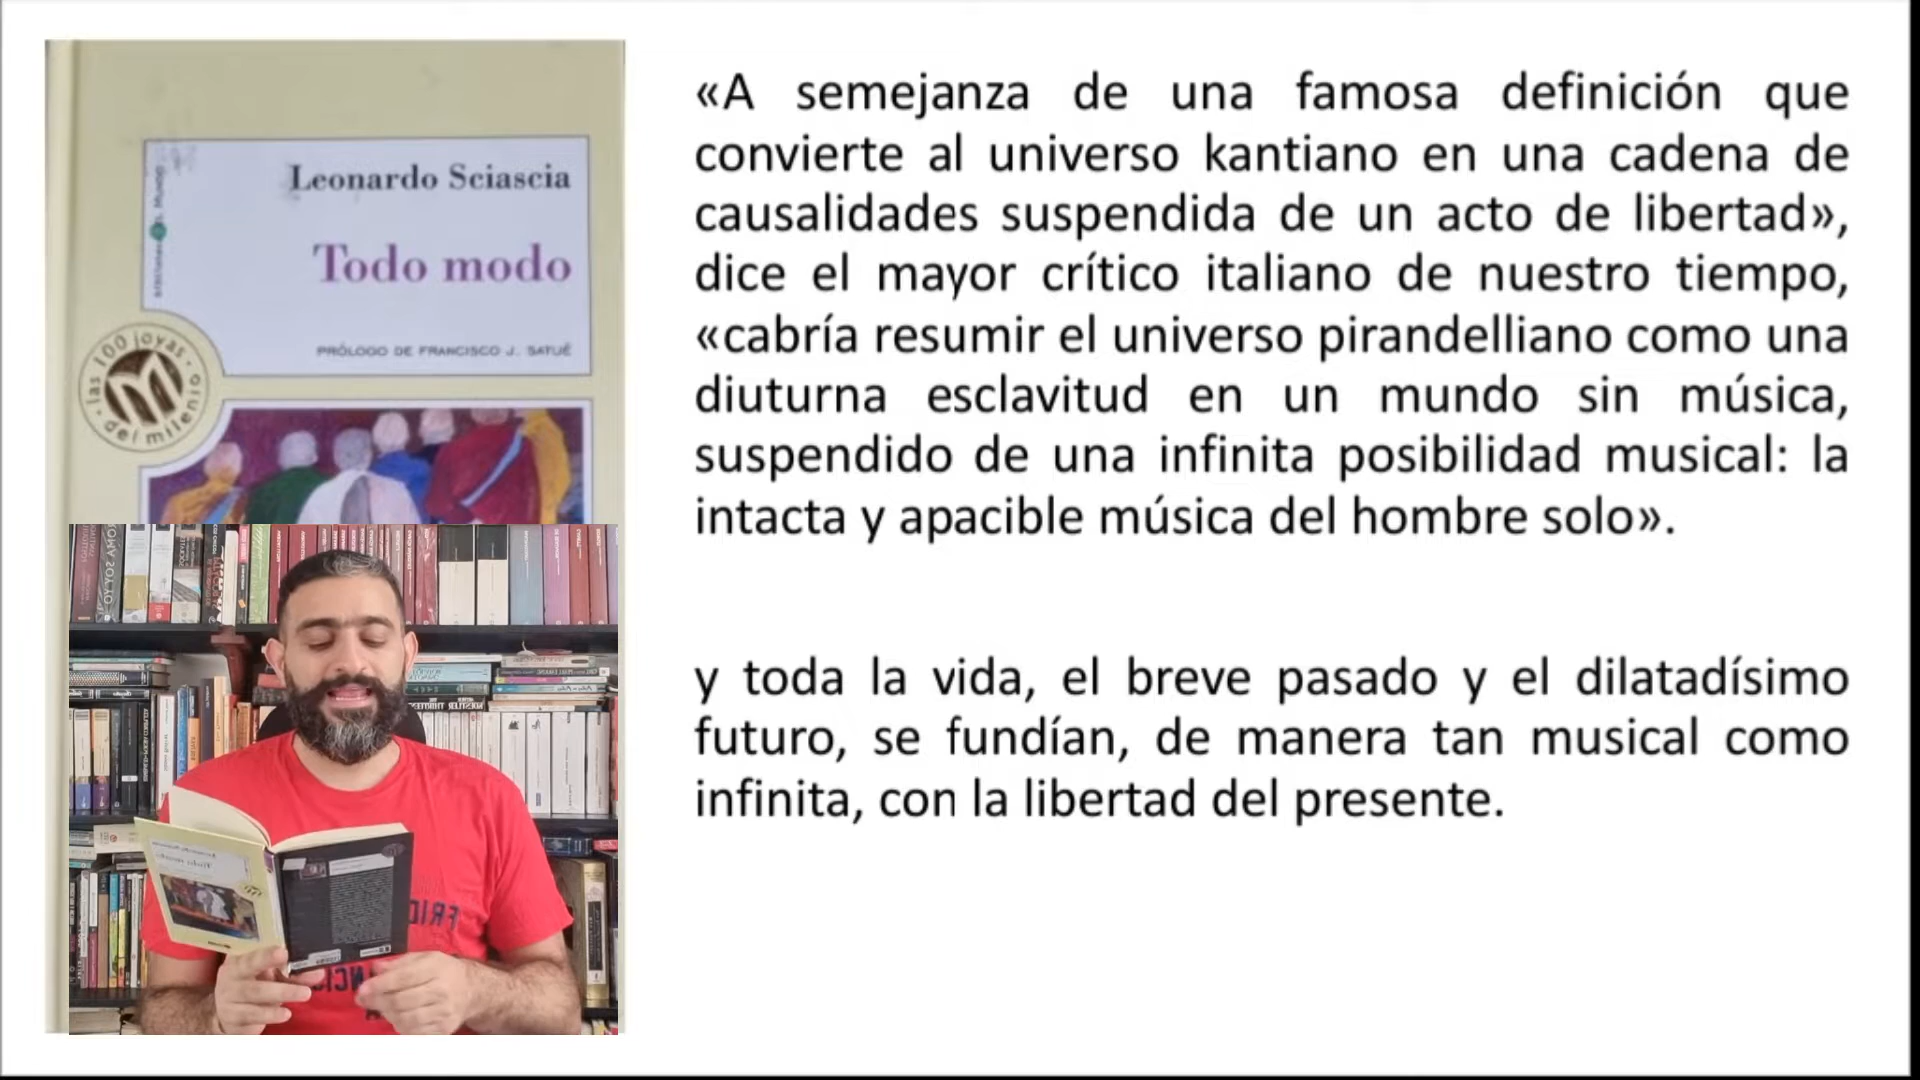 Leonardo Sciascia
Todo modo
PRÓLOGO DE FRANCISCO J. SATUÉ
las 100 joyas
del milenio
«A semejanza de una famosa definición que
convierte al universo kantiano en una cadena de
causalidades suspendida de un acto de libertad»,
dice el mayor crítico italiano de nuestro tiempo,
«cabría resumir el universo pirandelliano como una
diuturna esclavitud en un mundo sin música,
suspendido de una infinita posibilidad musical: la
intacta y apacible música del hombre solo».
y toda la vida, el breve pasado y el dilatadísimo
futuro, se fundían, de manera tan musical como
infinita, con la libertad del presente.